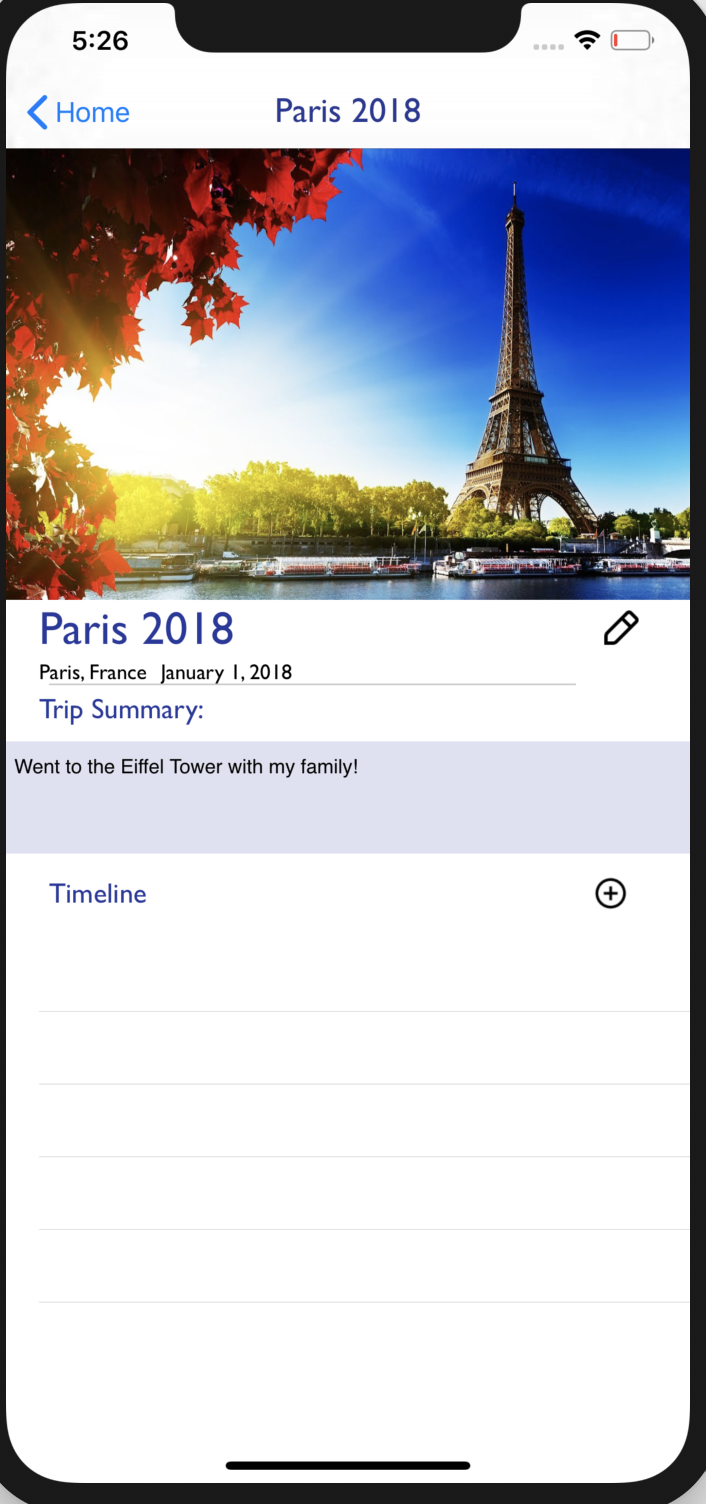 5:26
Home Paris 2018
Paris 2018
Paris, France January 1, 2018
Trip Summary:
Went to the Eiffel Tower with my family!
Timeline